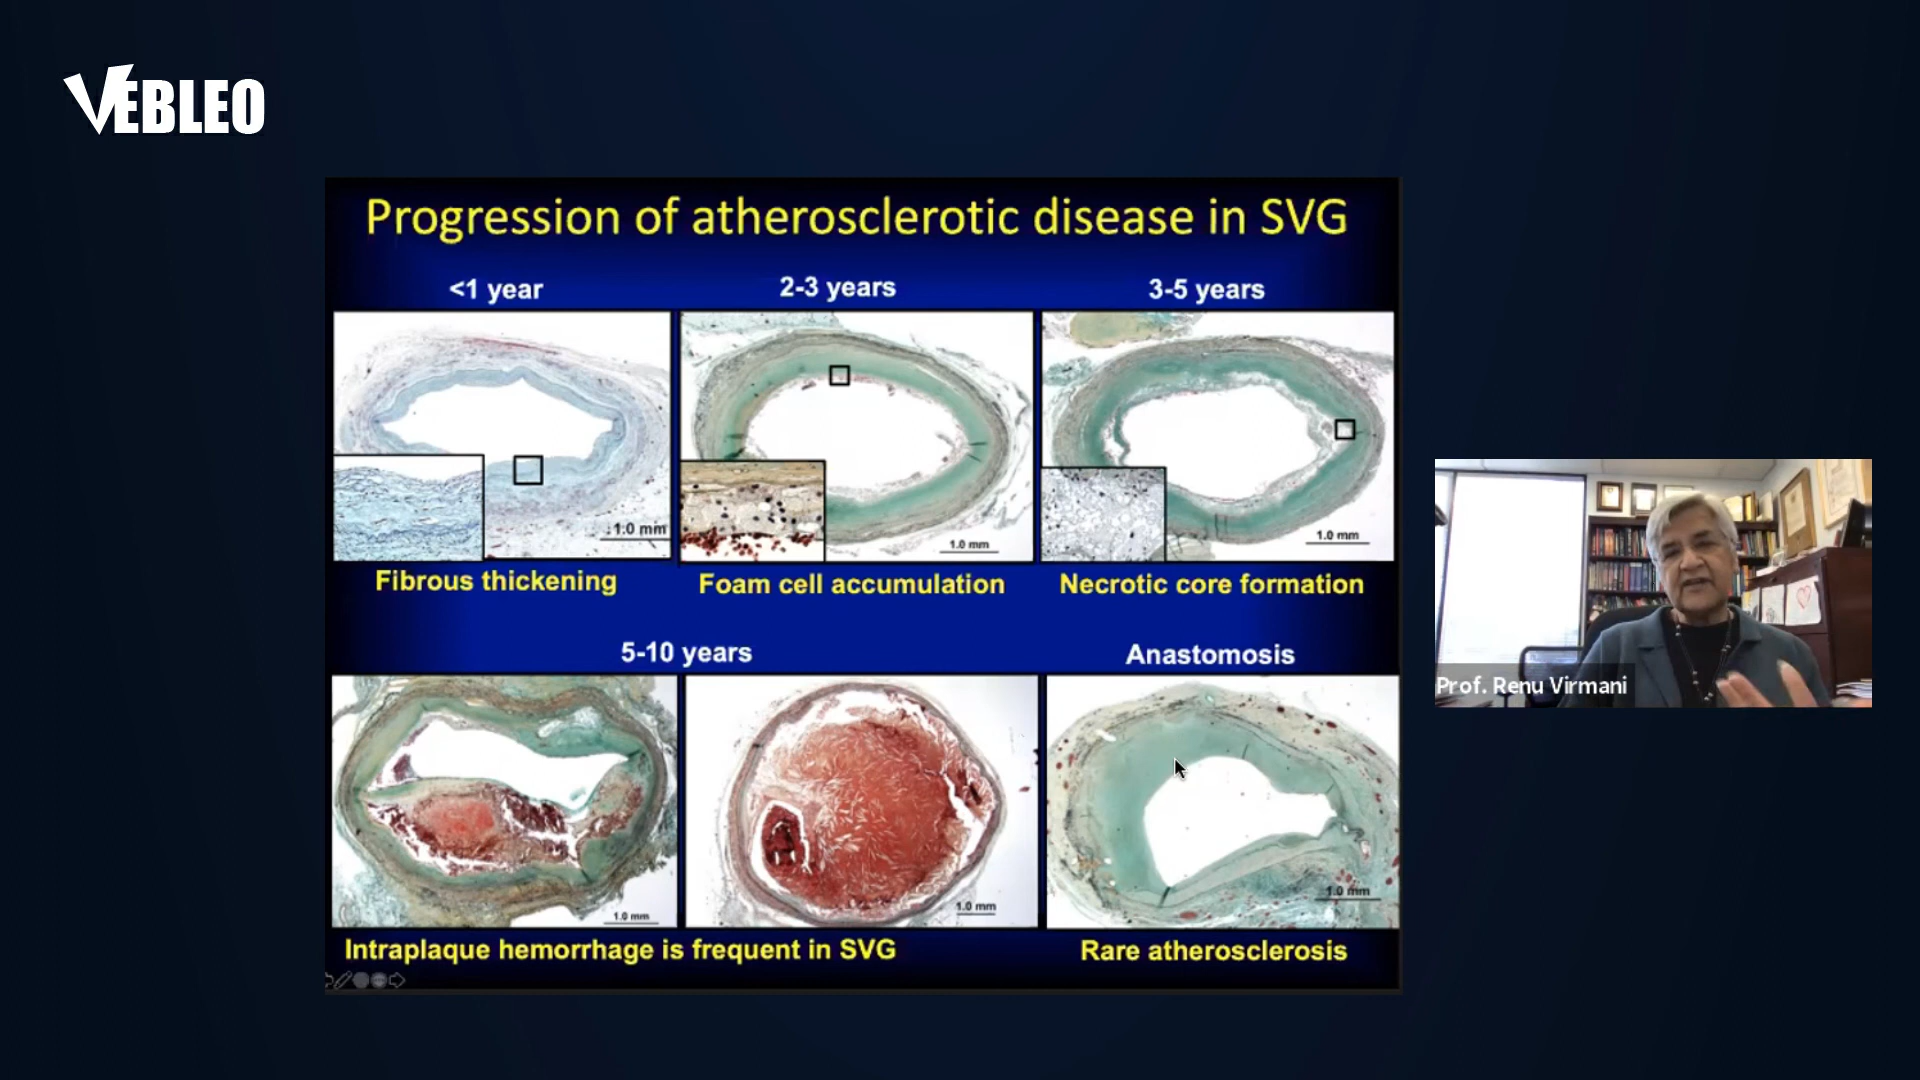 VEBLEO
Progression of atherosclerotic disease in SVG
<1 year
2-3 years
3-5 years
1.0 mm
1.0 mm
1.0 mm
Fibrous thickening
Foam cell accumulation
Necrotic core formation
5-10 years
Anastomosis
1.0 mm
1.0 mm
1.0 mm
Intraplaque hemorrhage is frequent in SVG
Rare atherosclerosis
Prof. Renu Virmani